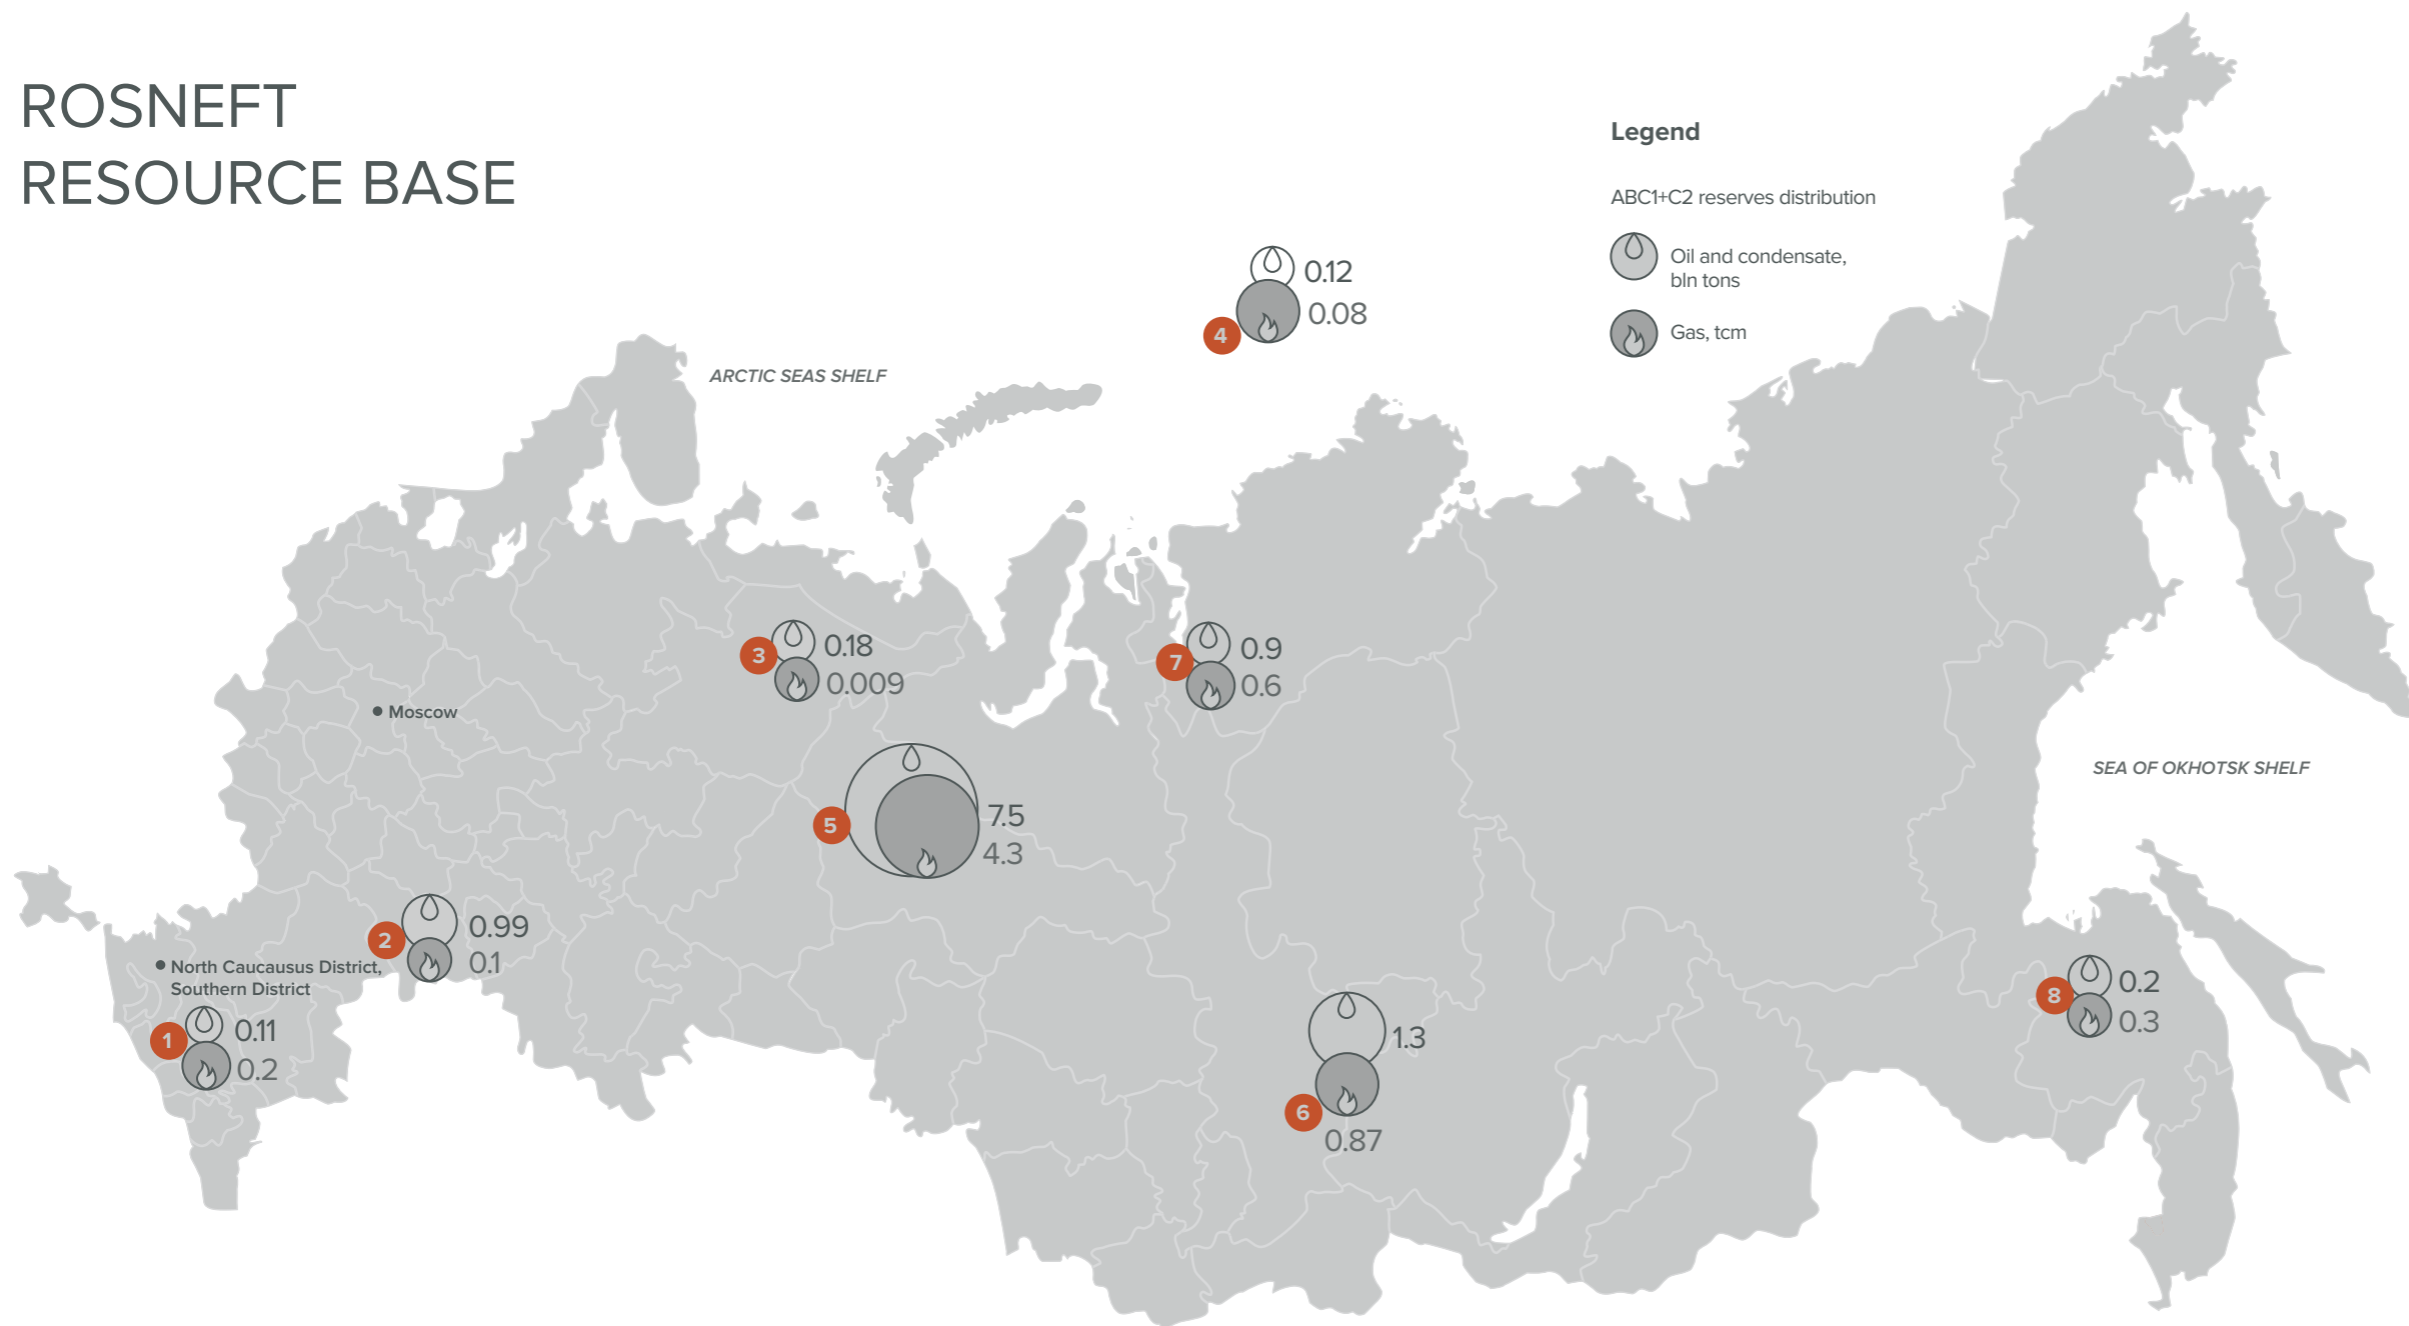 ROSNEFT
RESOURCE BASE
Legend
ABC1+C2 reserves distribution
Oil and condensate,
bln tons
Gas, tcm
0.12
0.08
4
ARCTIC SEAS SHELF
3
0.18
0.009
7
0.9
0.6
Moscow
SEA OF OKHOTSK SHELF
5
7.5
4.3
2
0.99
0.1
North Caucausus District,
Southern District
1
0.11
0.2
6
1.3
0.87
8
0.2
0.3